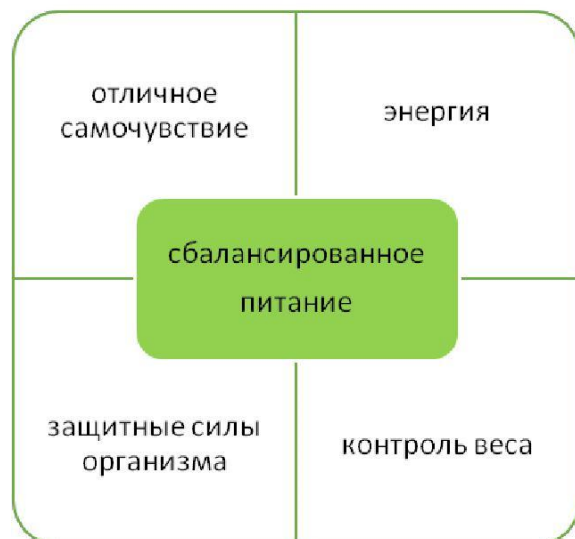 отличное
самочувствие
энергия
сбалансированное
питание
защитные силы
организма
контроль веса